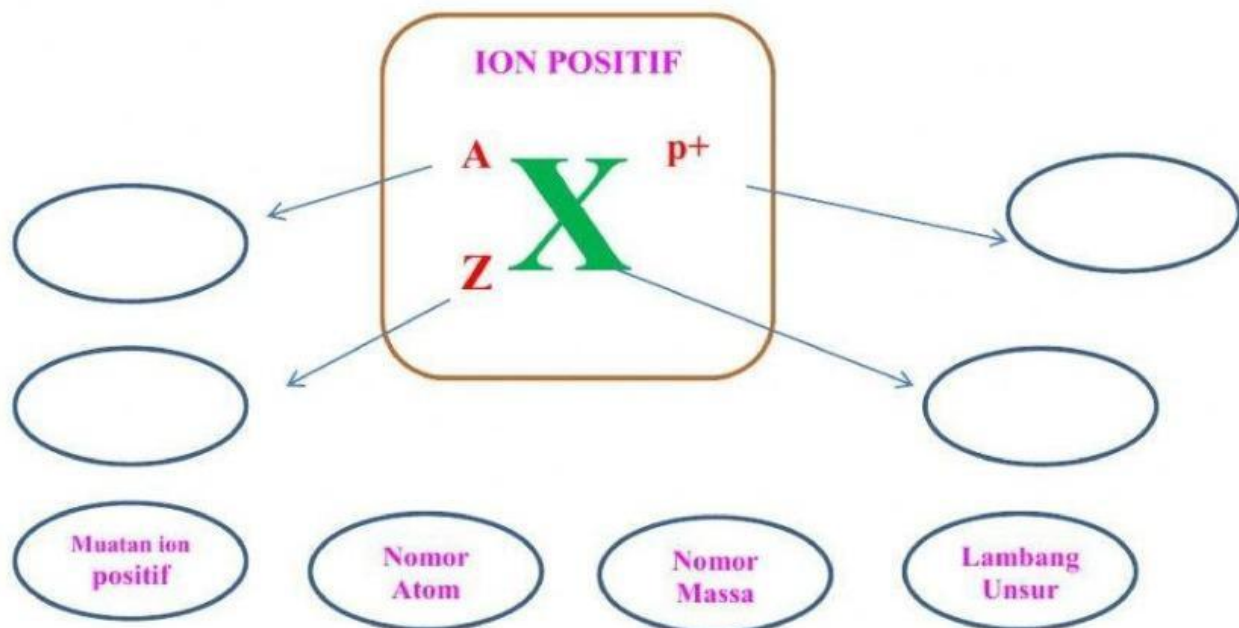 ION POSITIF
A
p+
X
Z
Muatan ion
positif
Nomor
Atom
Nomor
Massa
Lambang
Unsur